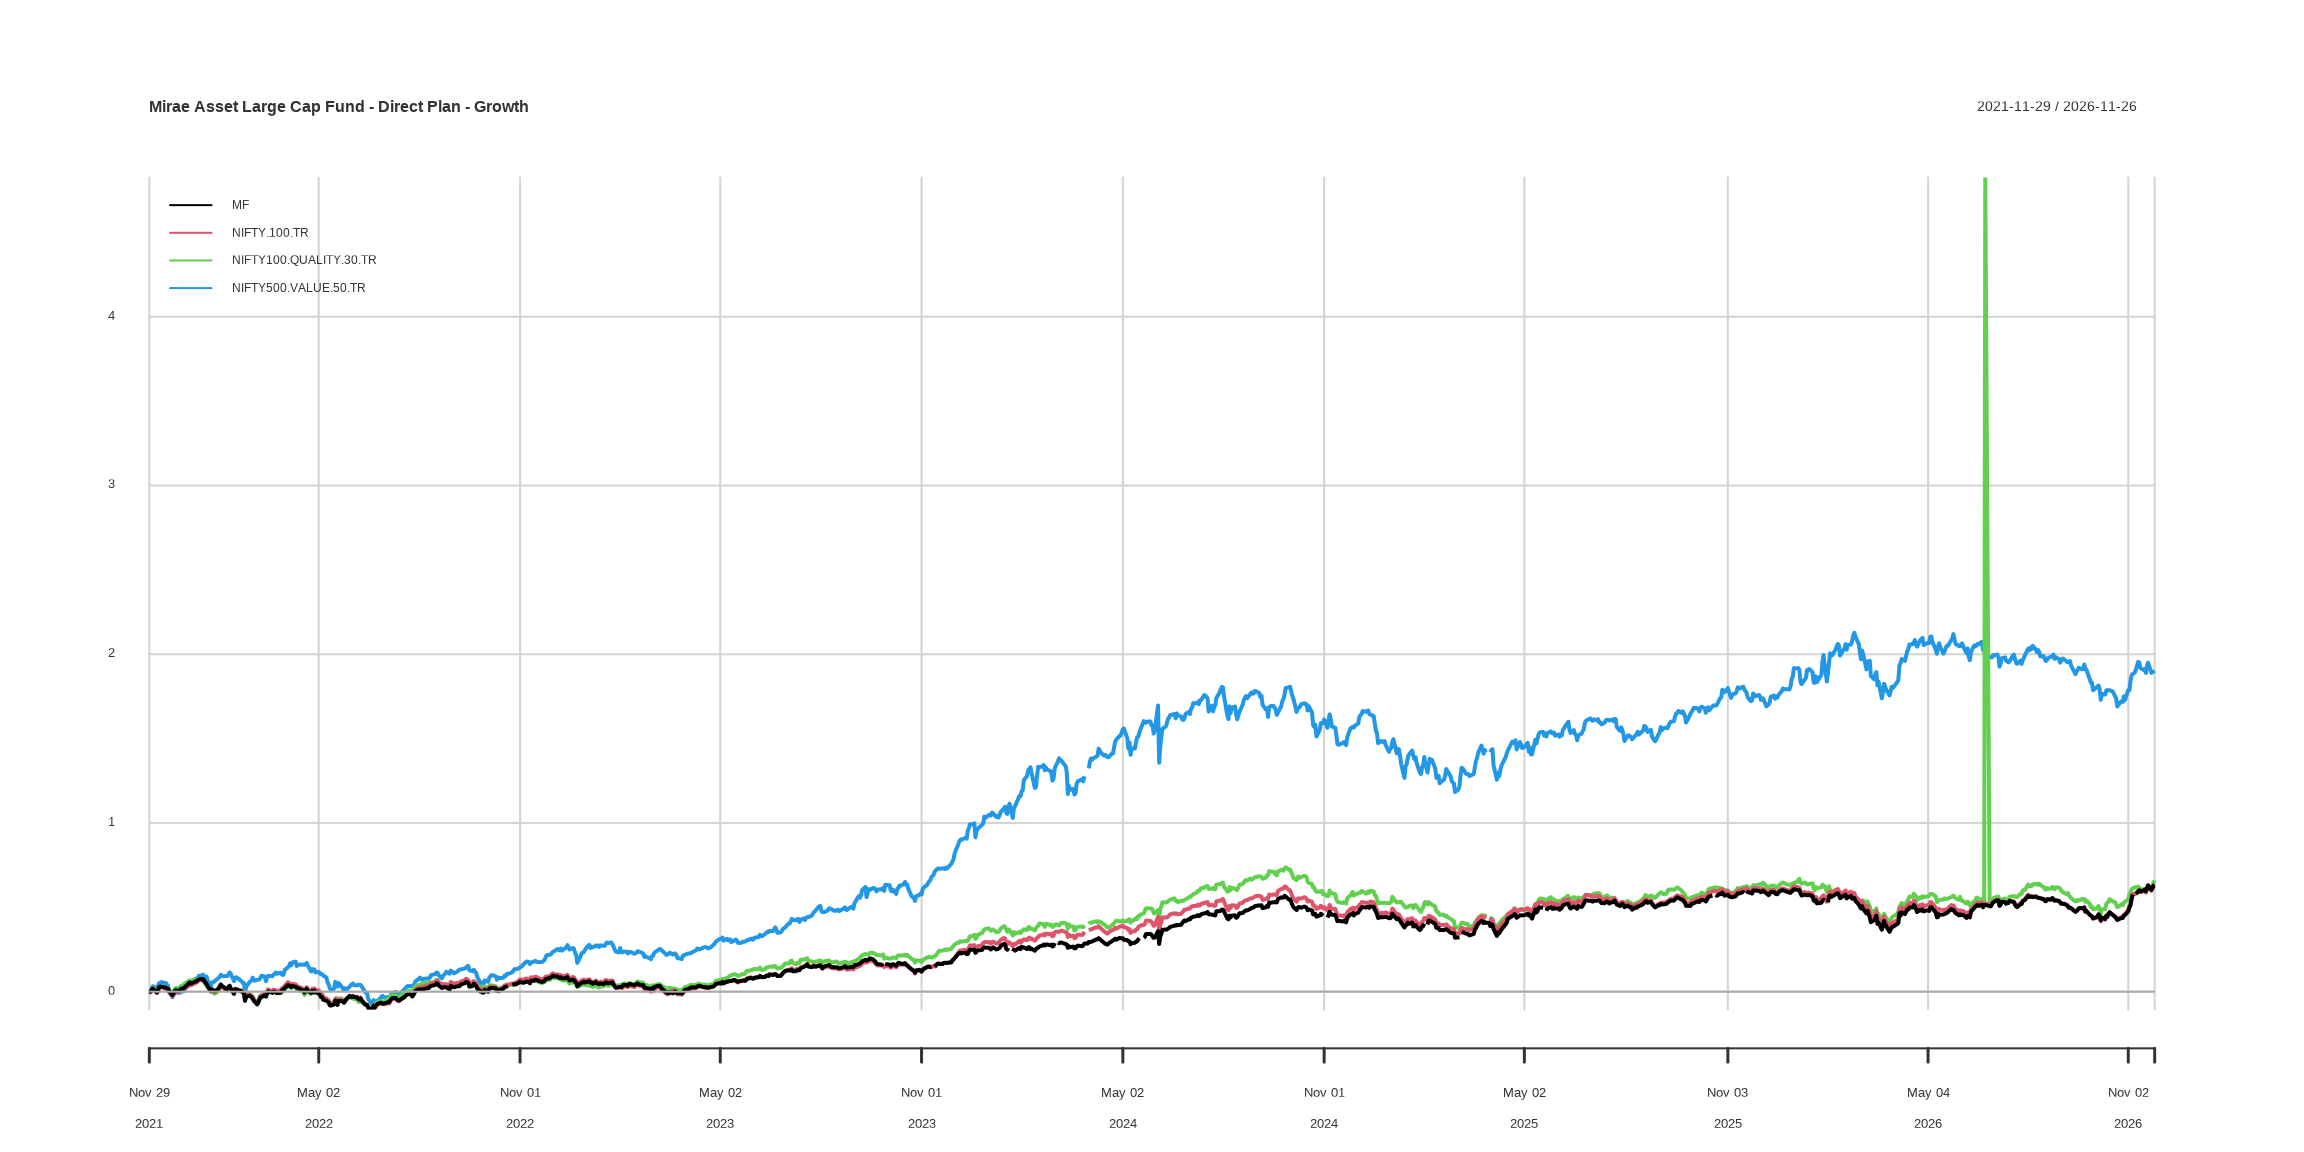 Mirae Asset Large Cap Fund - Direct Plan - Growth
2021-11-29 / 2026-11-26
MF
NIFTY.100.TR
NIFTY100.QUALITY.30.TR
NIFTY500.VALUE.50.TR
4
3
2
1
0
Nov 29 May 02 Nov 01 May 02 Nov 01 May 02 Nov 01 May 02 Nov 03 May 04 Nov 02
2021 2022 2022 2023 2023 2024 2024 2025 2025 2026 2026